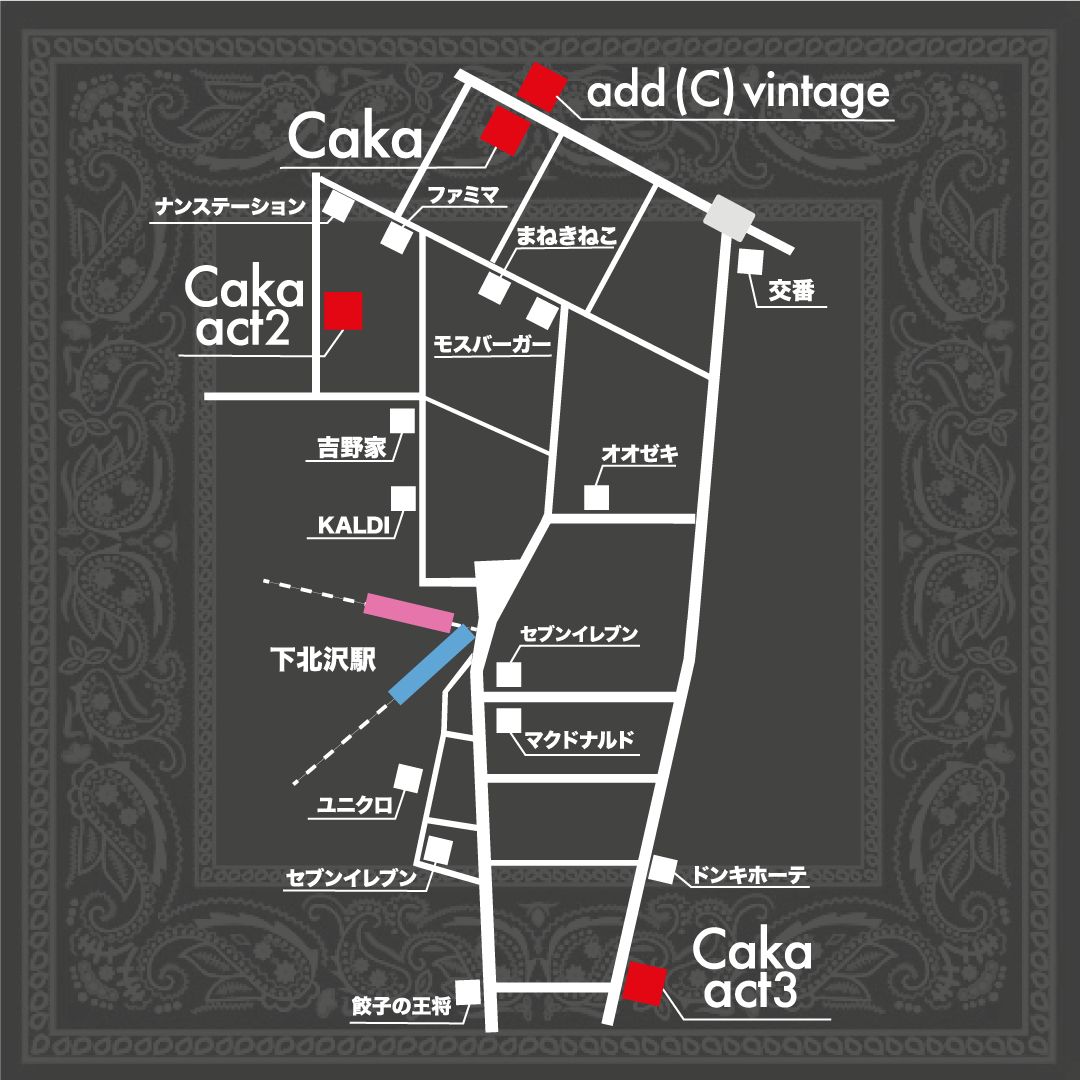 add (C) vintage
Caka
ナンステーション
ファミマ
まねきねこ
交番
Caka
act2
モスバーガー
吉野家
オオゼキ
KALDI
セブンイレブン
下北沢駅
マクドナルド
ユニクロ
セブンイレブン
ドンキホーテ
Caka
act3
餃子の王将